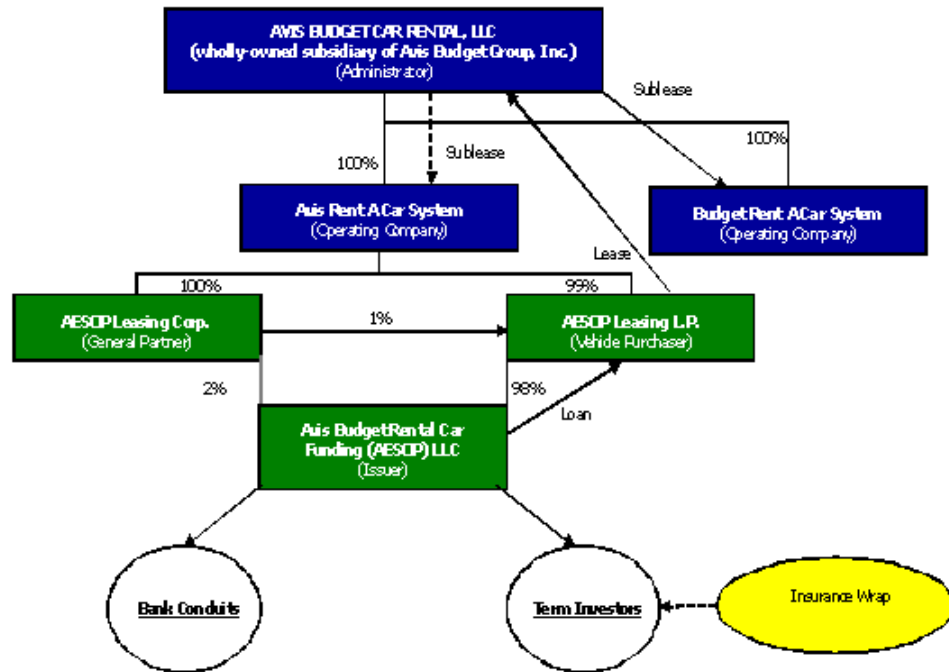 AVIS BUDGET CAR RENTAL, LLC
(wholly-owned subsidiary of Avis Budget Group, Inc.)
(Administrator)
Sublease
100%
Sublease
100%
Avis Rent A Car System
(Operating Company)
Budget Rent A Car System
(Operating Company)
Lease
100%
99%
AESOP Leasing Corp.
(General Partner)
1%
AESOP Leasing L.P.
(Vehicle Purchaser)
2%
98%
Loan
Avis Budget Rental Car
Funding (AESOP) LLC
(Issuer)
Bank Conduits
Term Investors
Insurance Wrap